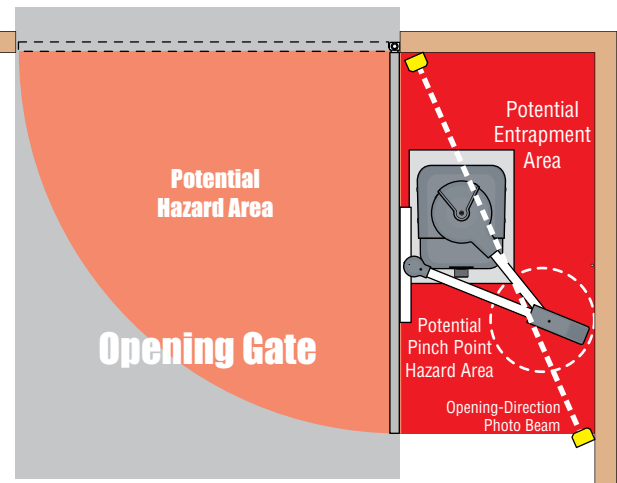 Potential
Entrapment
Area
Potential
Hazard Area
Potential
Pinch Point
Hazard Area
Opening Gate
Opening-Direction
Photo Beam